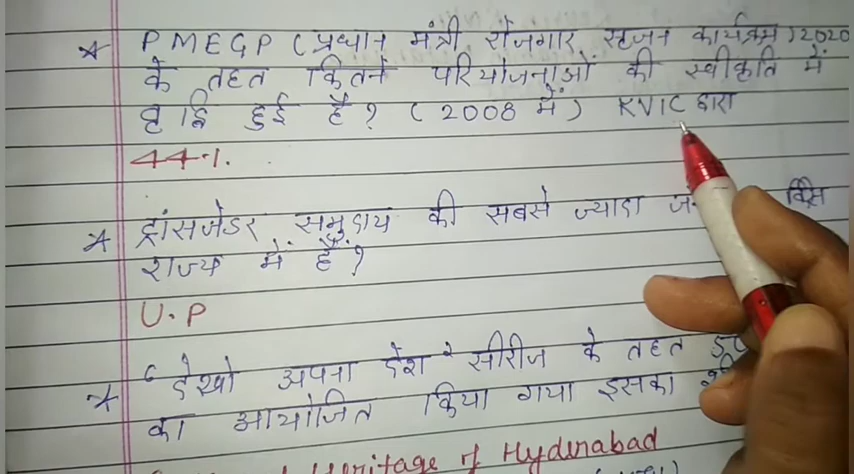 PMEGP (प्रधान मंत्री रोजगार सृजन कार्यक्रम) 2020
के तहत कितने परियोजनाओं की स्वीकृति में
वृद्धि हुई है? (2008 में) KVIC द्वारा
44%.
ट्रांसजेंडर समुदाय की सबसे ज्यादा किस
राज्य में है?
U.P
'देखो अपना देश' सीरीज के तहत
का आयोजित किया गया इसका
Heritage of Hyderabad